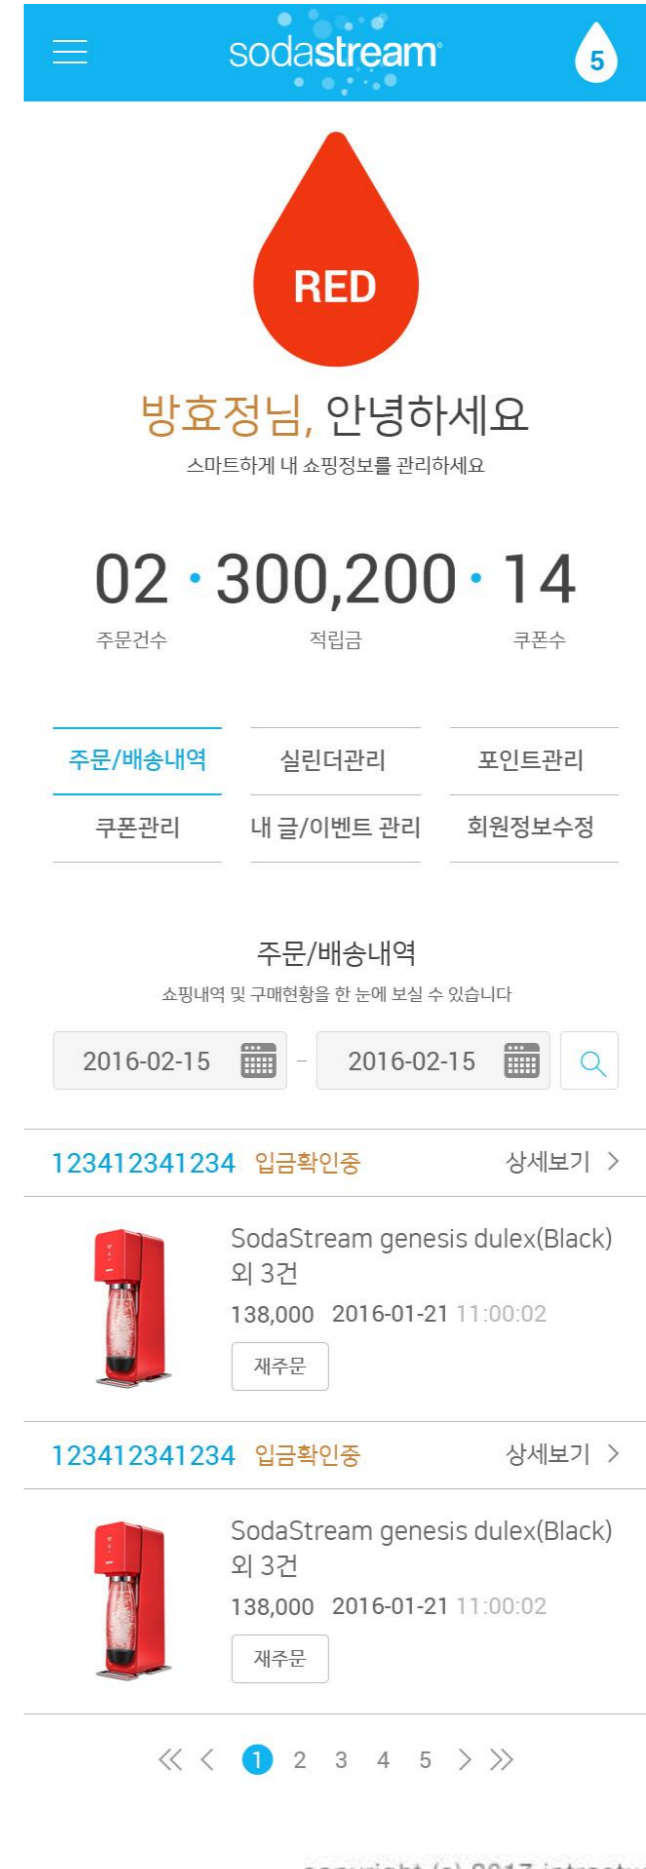 sodastream
5
RED
방효정님, 안녕하세요
스마트하게 내 쇼핑정보를 관리하세요
02 · 300,200 · 14
주문건수 적립금 쿠폰수
주문/배송내역 실린더관리 포인트관리
쿠폰관리 내 글/이벤트 관리 회원정보수정
주문/배송내역
쇼핑내역 및 구매현황을 한 눈에 보실 수 있습니다
2016-02-15 – 2016-02-15
123412341234 입금확인중 상세보기 >
SodaStream genesis dulex(Black)
외 3건
138,000 2016-01-21 11:00:02
재주문
123412341234 입금확인중 상세보기 >
SodaStream genesis dulex(Black)
외 3건
138,000 2016-01-21 11:00:02
재주문
« < 1 2 3 4 5 > »